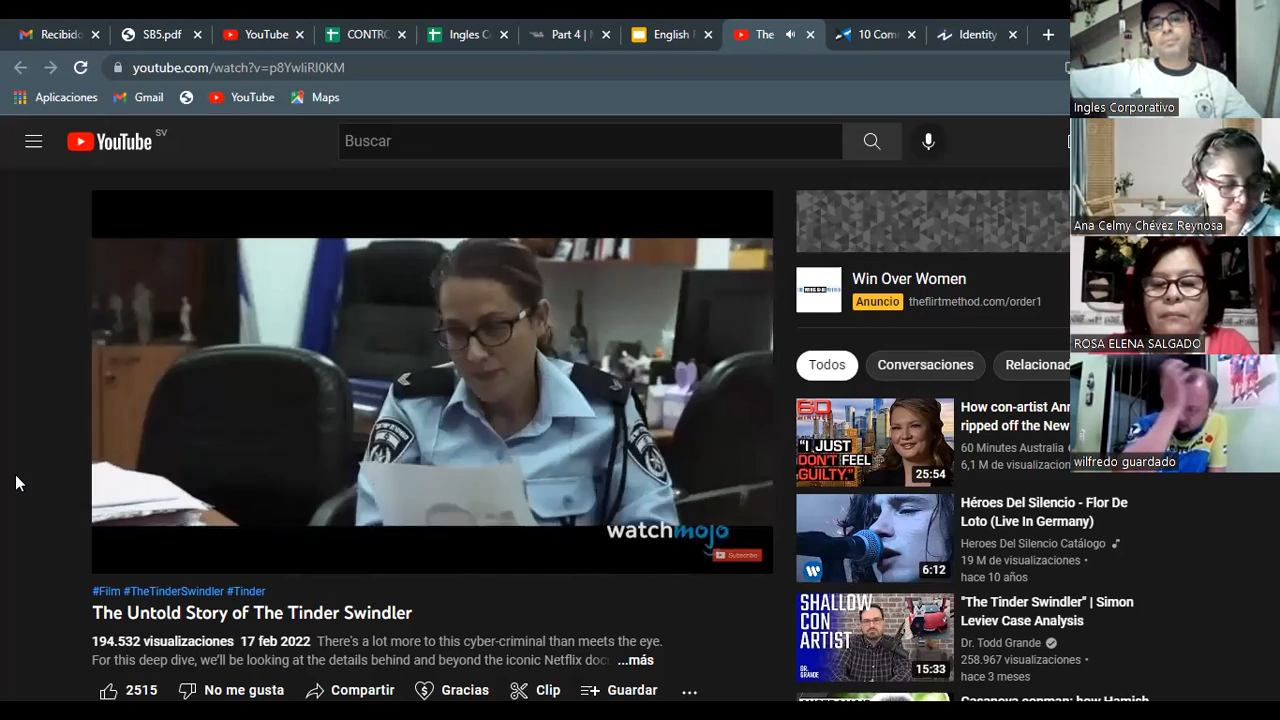 Recibido
SB5.pdf
YouTube
CONTRO
Ingles C
Part 4 |
English
The
10 Com
Identity
youtube.com/watch?v=p8YwliRI0KM
Aplicaciones
Gmail
YouTube
Maps
YouTube SV
Buscar
watchmojo
Subscribe
#Film #TheTinderSwindler #Tinder
The Untold Story of The Tinder Swindler
194.532 visualizaciones 17 feb 2022 There's a lot more to this cyber-criminal than meets the eye.
For this deep dive, we'll be looking at the details behind and beyond the iconic Netflix doc ...más
2515
No me gusta
Compartir
Gracias
Clip
Guardar
Win Over Women
Anuncio theflirtmethod.com/order1
Todos
Conversaciones
Relacionad
60
MINUTES
"I JUST
DON'T FEEL
GUILTY."
25:54
How con-artist Ann
ripped off the New
60 Minutes Australia
6,1 M de visualizacion
6:12
Héroes Del Silencio - Flor De
Loto (Live In Germany)
Heroes Del Silencio Catálogo
19 M de visualizaciones •
hace 10 años
SHALLOW
CON
ARTIST
DR.
GRANDE
15:33
"The Tinder Swindler" | Simon
Leviev Case Analysis
Dr. Todd Grande
258.967 visualizaciones •
hace 3 meses
Casanova conman: how Hamish
Ingles Corporativo
Ana Celmy Chévez Reynosa
ROSA ELENA SALGADO
wilfredo guardado